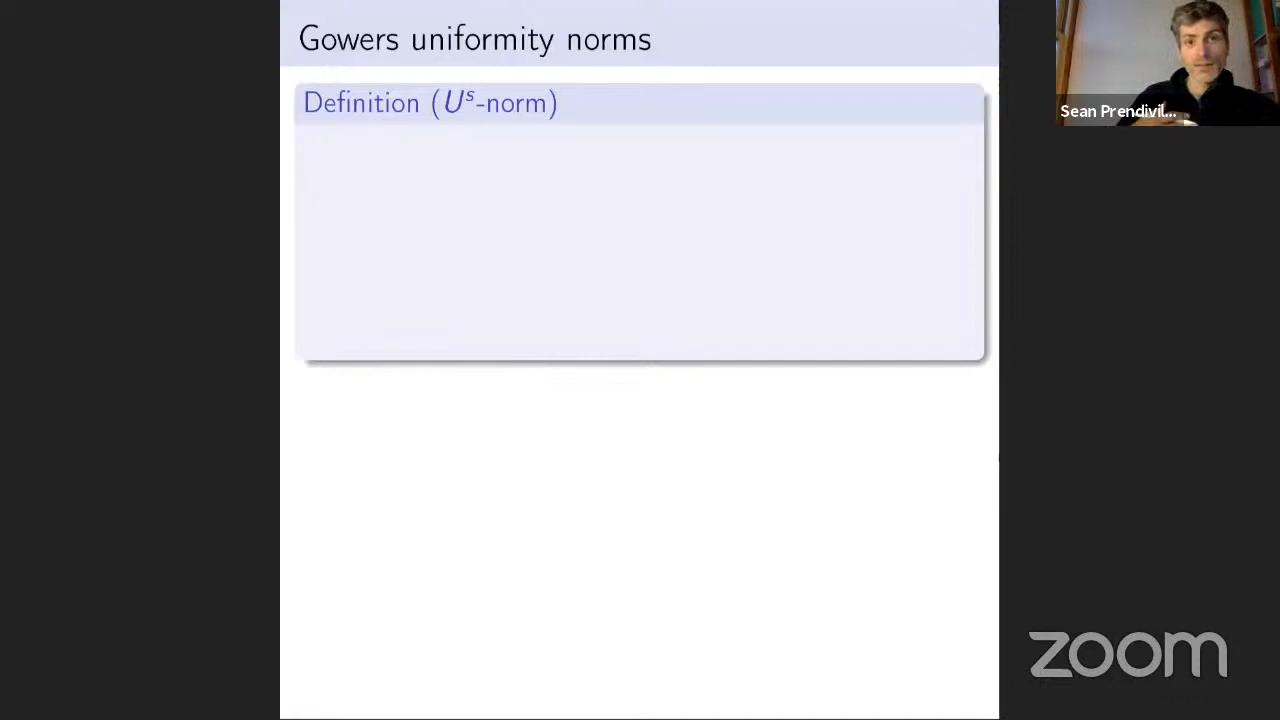 Gowers uniformity norms
Definition (U^s-norm)
Sean Prendivil...
zoom